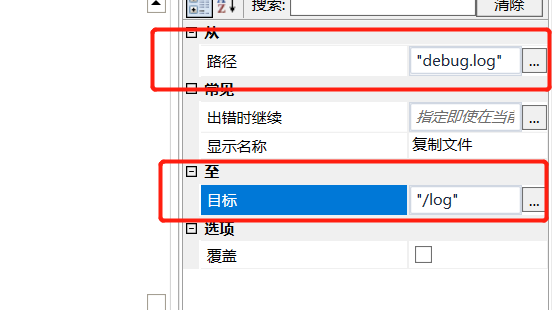 搜索: 清除
从
路径 "debug.log" ...
常见
出错时继续 指定即使在当前 ...
显示名称 复制文件
至
目标 "/log" ...
选项
覆盖